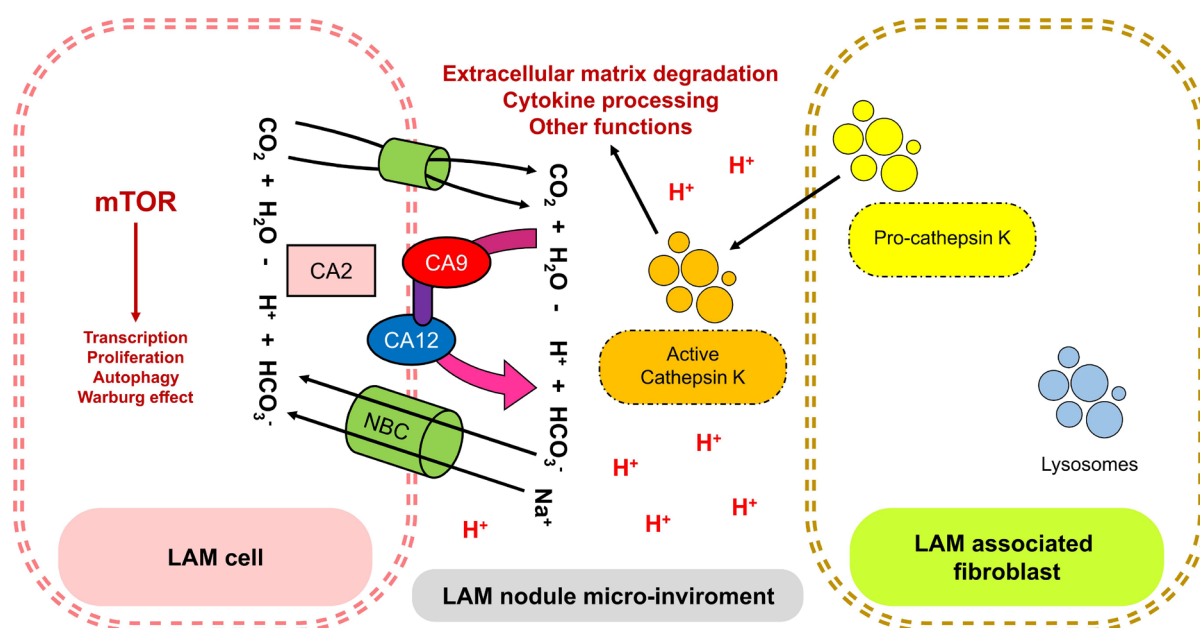 Extracellular matrix degradation
Cytokine processing
Other functions
mTOR
Transcription
Proliferation
Autophagy
Warburg effect
CO2 + H2O - H+ + HCO3-
CA2
CA9
CA12
NBC
CO2 + H2O - H+ + HCO3- Na+
H+
H+
H+
H+
H+
H+
H+
Active
Cathepsin K
Pro-cathepsin K
Lysosomes
LAM cell
LAM nodule micro-inviroment
LAM associated
fibroblast